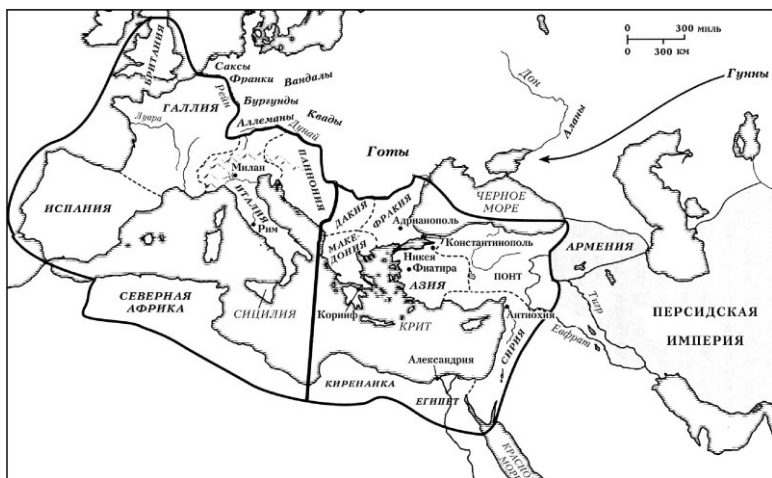 0 300 МИЛЬ
0 300 КМ
БРИТАНИЯ
Саксы
Франки
Вандалы
Рейн
Бургунды
Аллеманы
Квады
Дунай
ГАЛЛИЯ
Луара
Дон
Аланы
Гунны
Готы
Милан
ПАННОНИЯ
ИТАЛИЯ
Рим
ИСПАНИЯ
ДАКИЯ
ФРАКИЯ
Адрианополь
ЧЕРНОЕ
МОРЕ
МАКЕ-
ДОНИЯ
Константинополь
Никея
Фиатира
АЗИЯ
ПОНТ
АРМЕНИЯ
СЕВЕРНАЯ
АФРИКА
СИЦИЛИЯ
Коринф
КРИТ
Антиохия
СИРИЯ
Тигр
Евфрат
ПЕРСИДСКАЯ
ИМПЕРИЯ
Александрия
КИРЕНАИКА
ЕГИПЕТ
КРАСНОЕ
МОРЕ